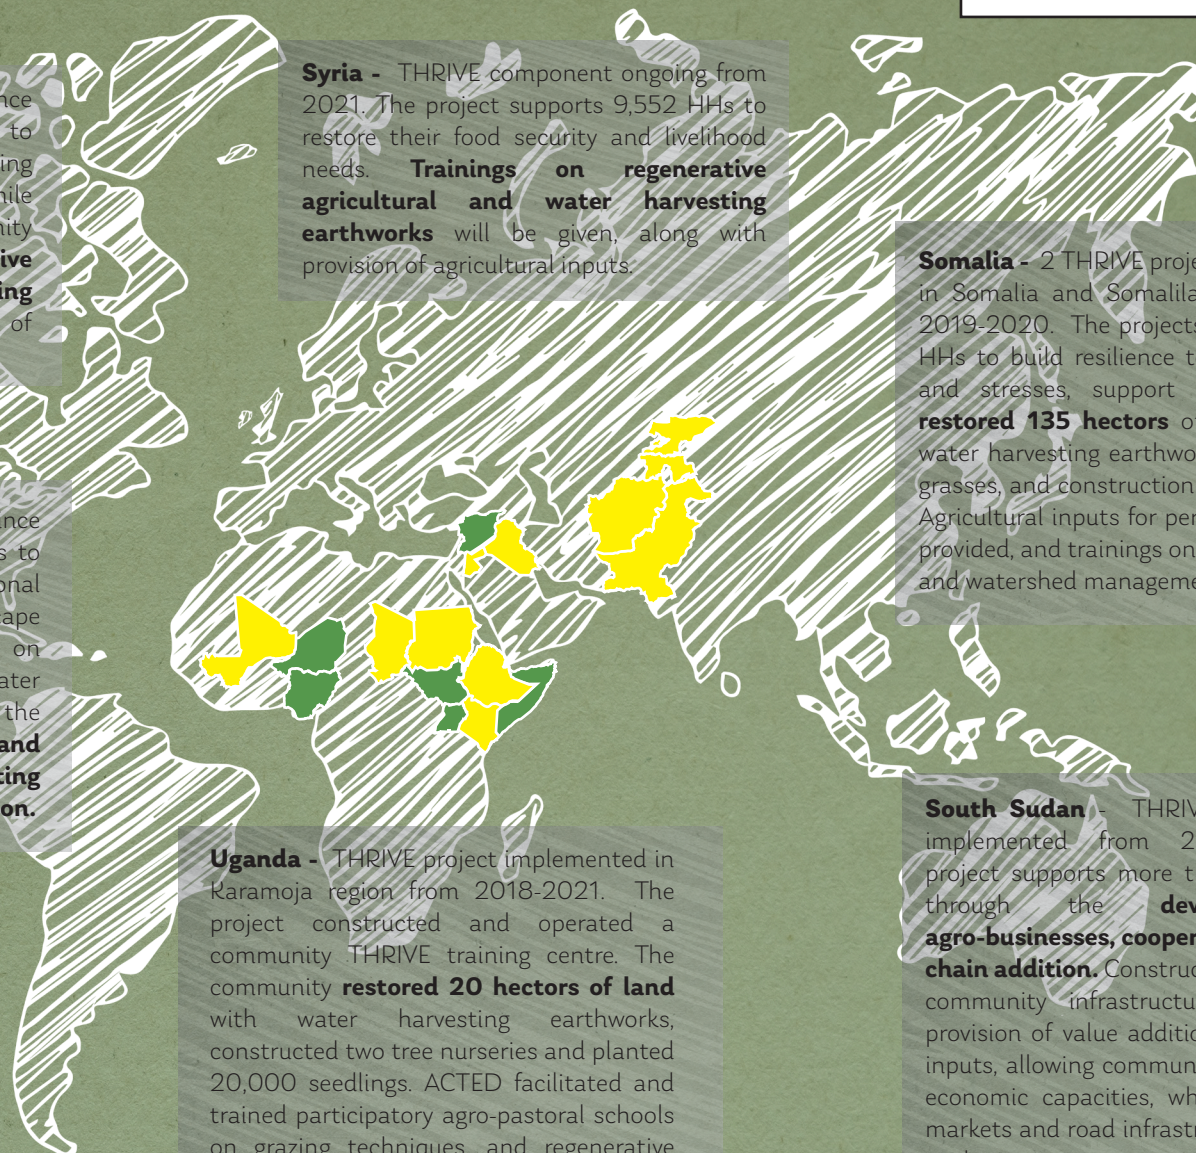 Syria - THRIVE component ongoing from
2021. The project supports 9,552 HHs to
restore their food security and livelihood
needs. Trainings on regenerative
agricultural and water harvesting
earthworks will be given, along with
provision of agricultural inputs.
nce
to
ing
nity
ive
ing
of
Somalia - 2 THRIVE proje
in Somalia and Somalila
2019-2020. The projects
HHs to build resilience t
and stresses, support
restored 135 hectors o
water harvesting earthwo
grasses, and construction
Agricultural inputs for per
provided, and trainings on
and watershed manageme
nce
s to
onal
cape
on
ater
the
and
ting
on.
Uganda - THRIVE project implemented in
Karamoja region from 2018-2021. The
project constructed and operated a
community THRIVE training centre. The
community restored 20 hectors of land
with water harvesting earthworks,
constructed two tree nurseries and planted
20,000 seedlings. ACTED facilitated and
trained participatory agro-pastoral schools
on grazing techniques, and regenerative
South Sudan - THRIV
implemented from 2
project supports more t
through the dev
agro-businesses, cooper
chain addition. Construc
community infrastructu
provision of value additio
inputs, allowing commun
economic capacities, wh
markets and road infrastr